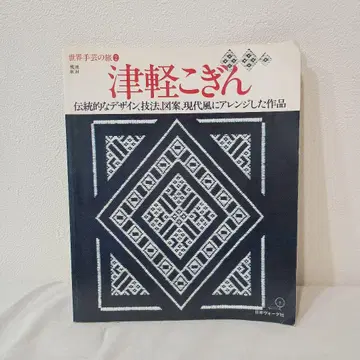 世界手芸の旅2
津軽こぎん
伝統的なデザイン、技法、図案、現代風にアレンジした作品
日本ヴォーグ社